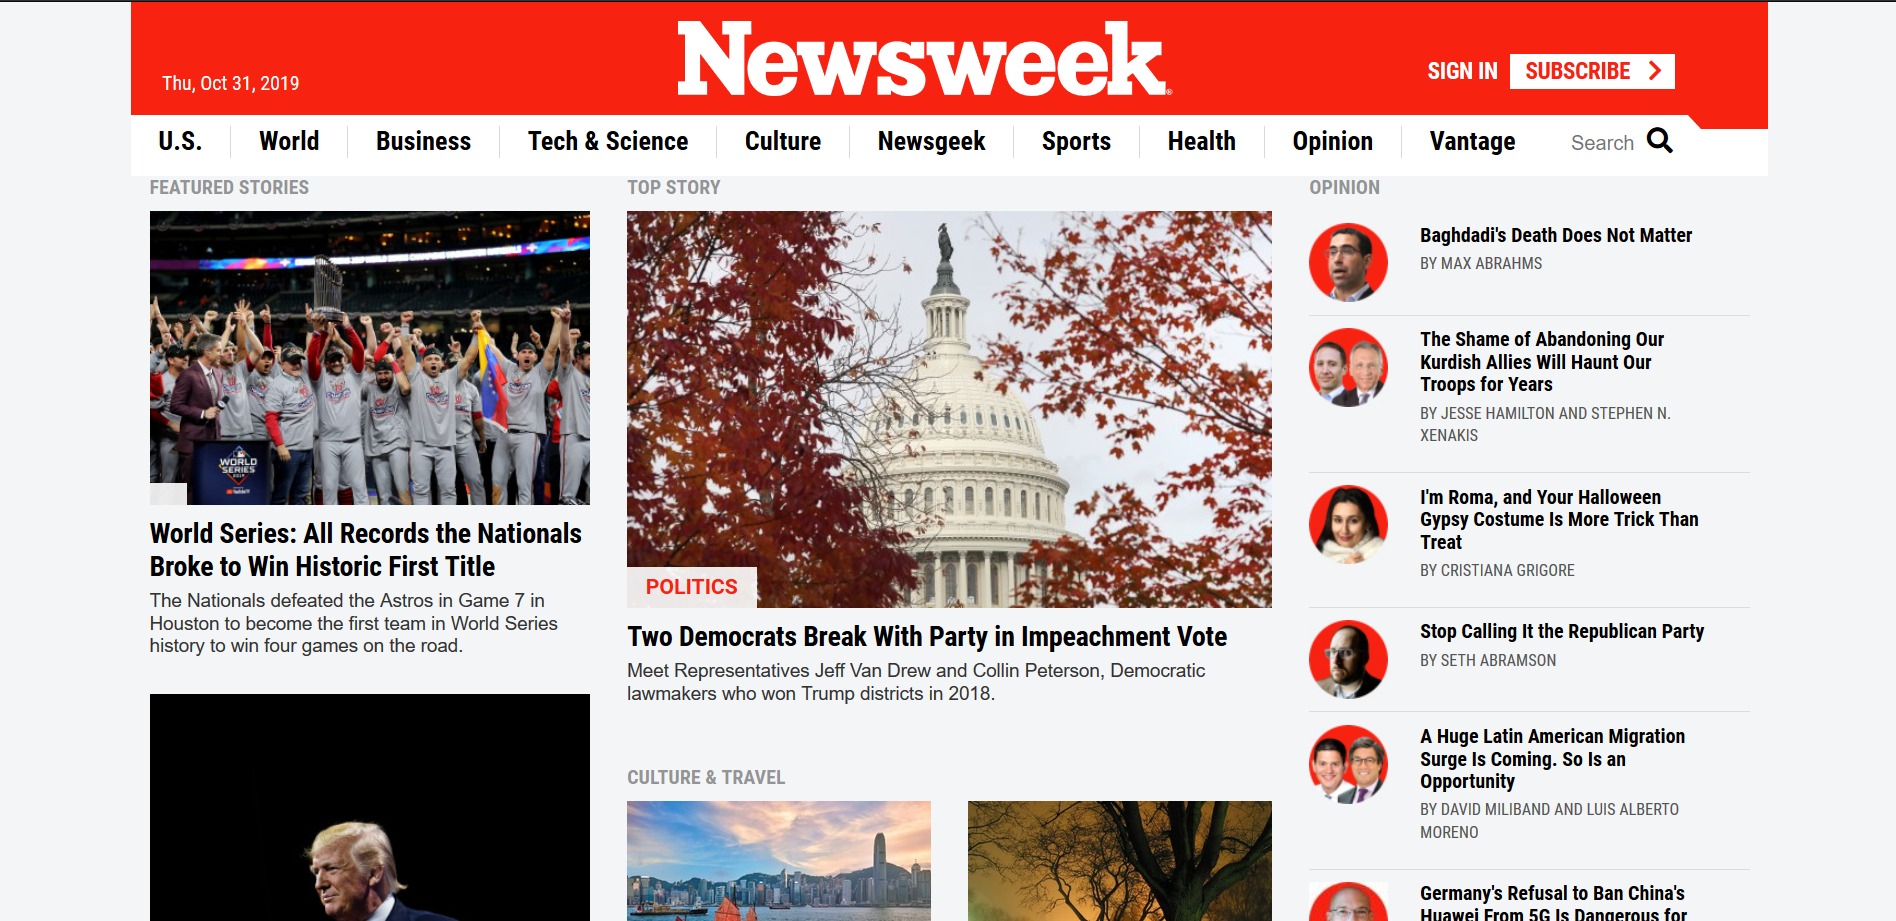 Newsweek
Thu, Oct 31, 2019
SIGN IN
SUBSCRIBE
U.S.
World
Business
Tech & Science
Culture
Newsgeek
Sports
Health
Opinion
Vantage
Search
FEATURED STORIES
WORLD
SERIES
World Series: All Records the Nationals
Broke to Win Historic First Title
The Nationals defeated the Astros in Game 7 in
Houston to become the first team in World Series
history to win four games on the road.
TOP STORY
POLITICS
Two Democrats Break With Party in Impeachment Vote
Meet Representatives Jeff Van Drew and Collin Peterson, Democratic
lawmakers who won Trump districts in 2018.
CULTURE & TRAVEL
OPINION
Baghdadi's Death Does Not Matter
BY MAX ABRAHMS
The Shame of Abandoning Our
Kurdish Allies Will Haunt Our
Troops for Years
BY JESSE HAMILTON AND STEPHEN N.
XENAKIS
I'm Roma, and Your Halloween
Gypsy Costume Is More Trick Than
Treat
BY CRISTIANA GRIGORE
Stop Calling It the Republican Party
BY SETH ABRAMSON
A Huge Latin American Migration
Surge Is Coming. So Is an
Opportunity
BY DAVID MILIBAND AND LUIS ALBERTO
MORENO
Germany's Refusal to Ban China's
Huawei From 5G Is Dangerous for